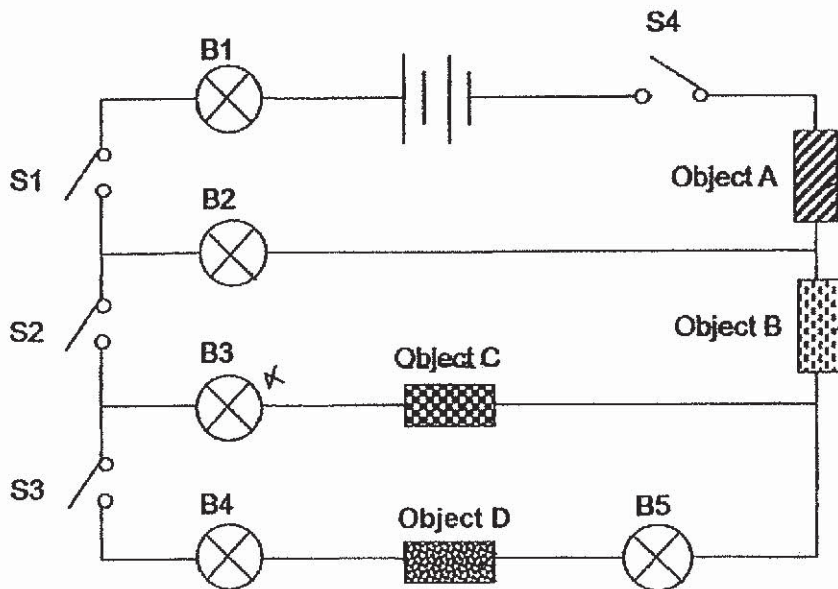 S4
B1
Object A
S1
B2
Object B
S2
B3
Object C
S3
B4
Object D
B5